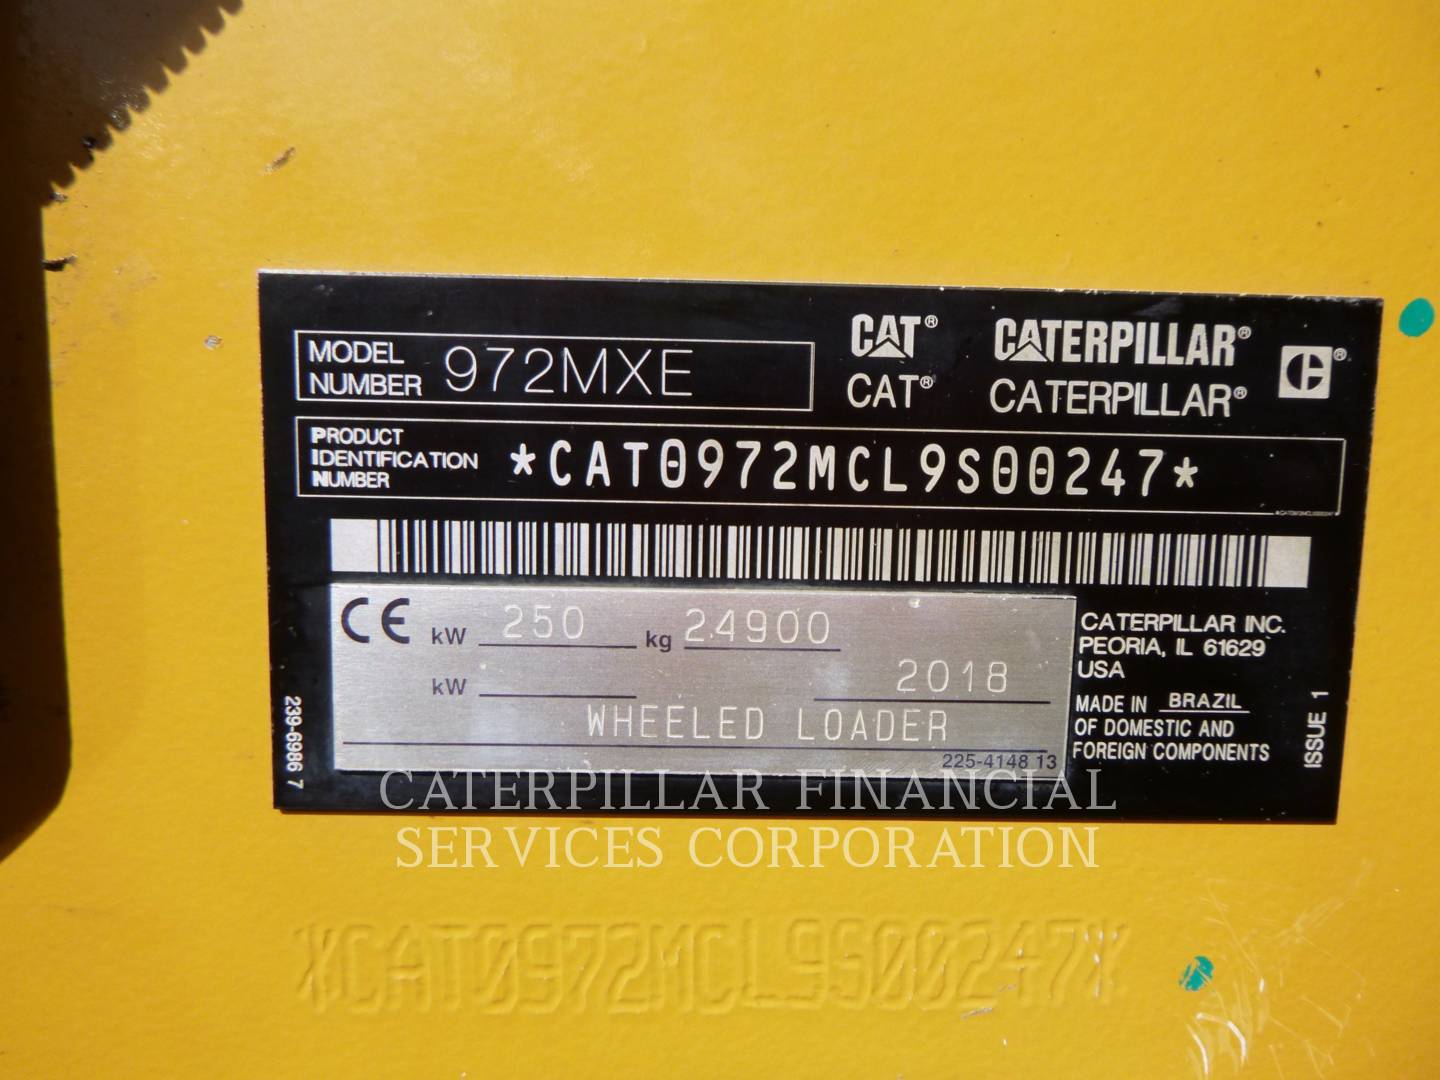 MODEL
NUMBER 972MXE
CAT® CATERPILLAR®
CAT® CATERPILLAR®
PRODUCT
IDENTIFICATION
NUMBER
*CAT0972MCL9S00247*
*CAT0972MCL9S00247*
CE kW 250 kg 24900
kW 2018
WHEELED LOADER
225-4148 13
CATERPILLAR INC.
PEORIA, IL 61629
USA
MADE IN BRAZIL
OF DOMESTIC AND
FOREIGN COMPONENTS
ISSUE 1
239-6986 7
CATERPILLAR FINANCIAL
SERVICES CORPORATION
*CAT0972MCL9S00247*